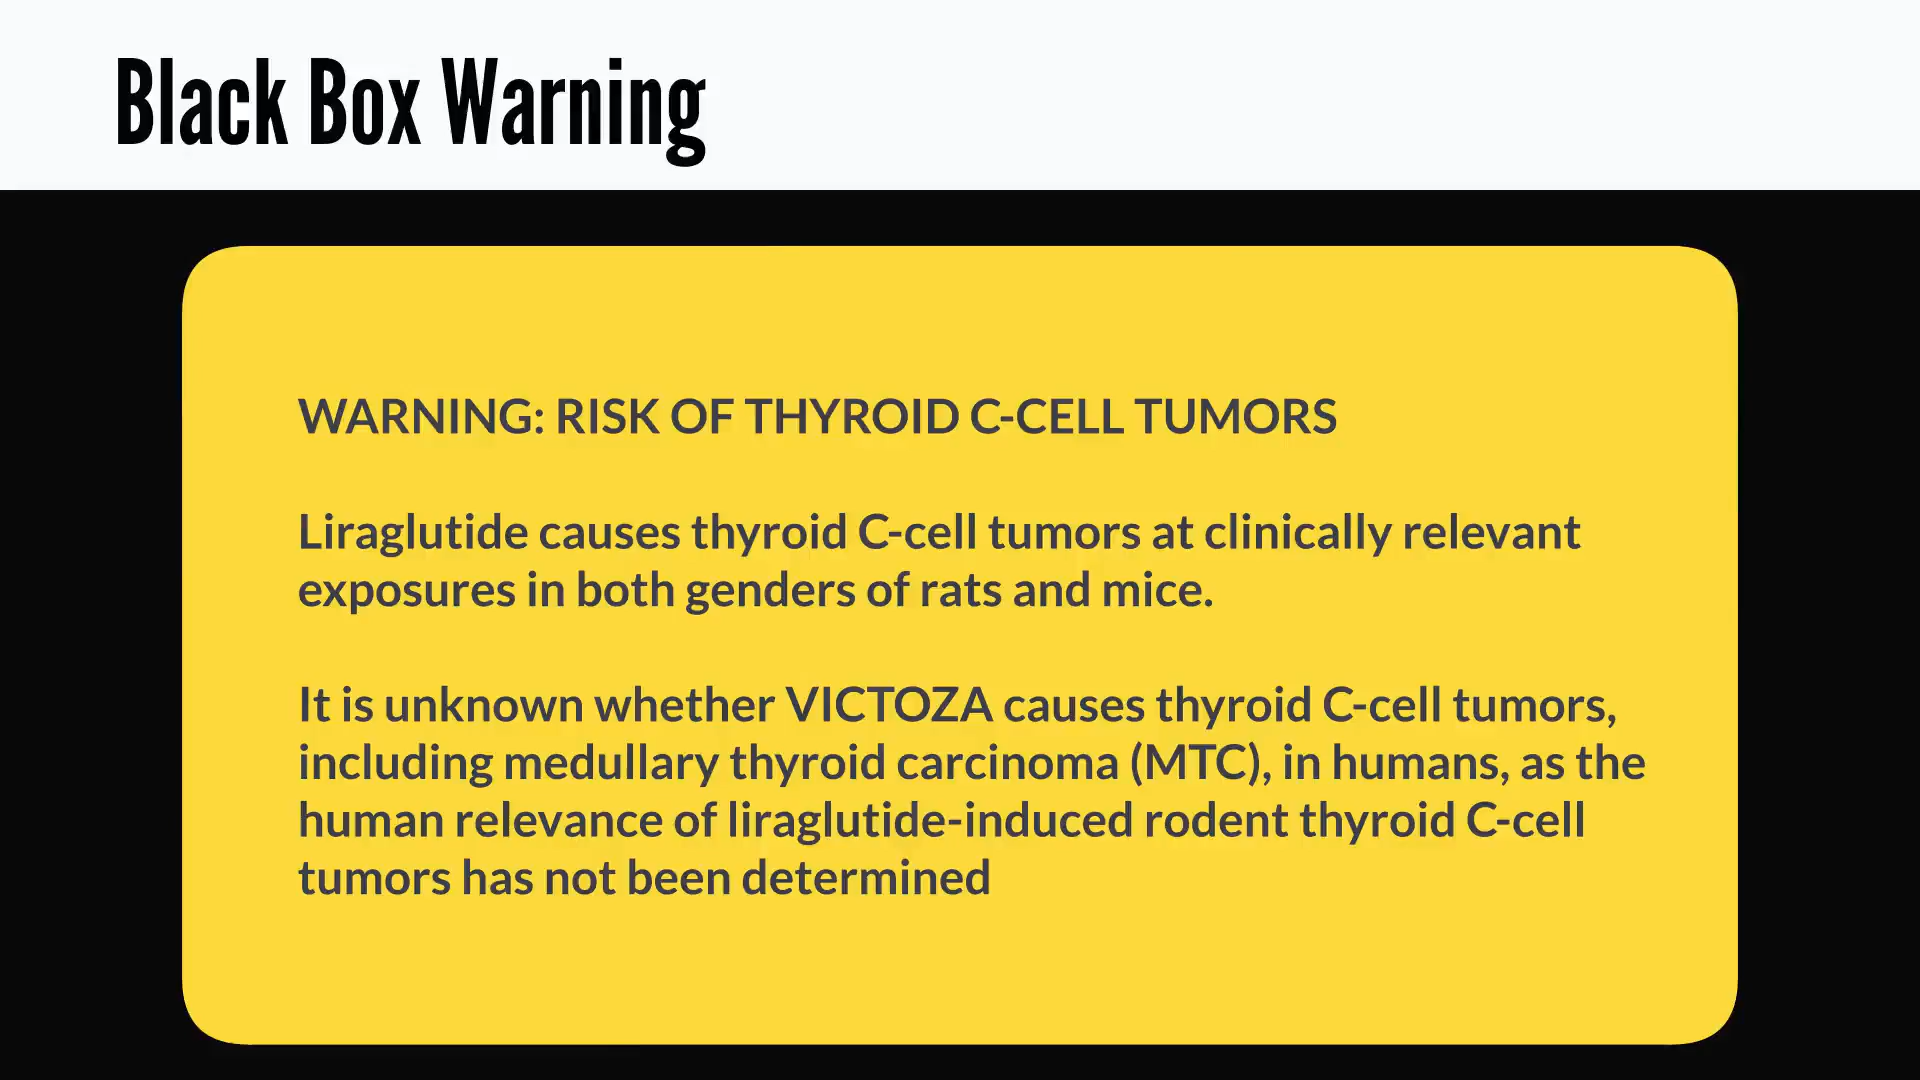 Black Box Warning
WARNING: RISK OF THYROID C-CELL TUMORS
Liraglutide causes thyroid C-cell tumors at clinically relevant
exposures in both genders of rats and mice.
It is unknown whether VICTOZA causes thyroid C-cell tumors,
including medullary thyroid carcinoma (MTC), in humans, as the
human relevance of liraglutide-induced rodent thyroid C-cell
tumors has not been determined